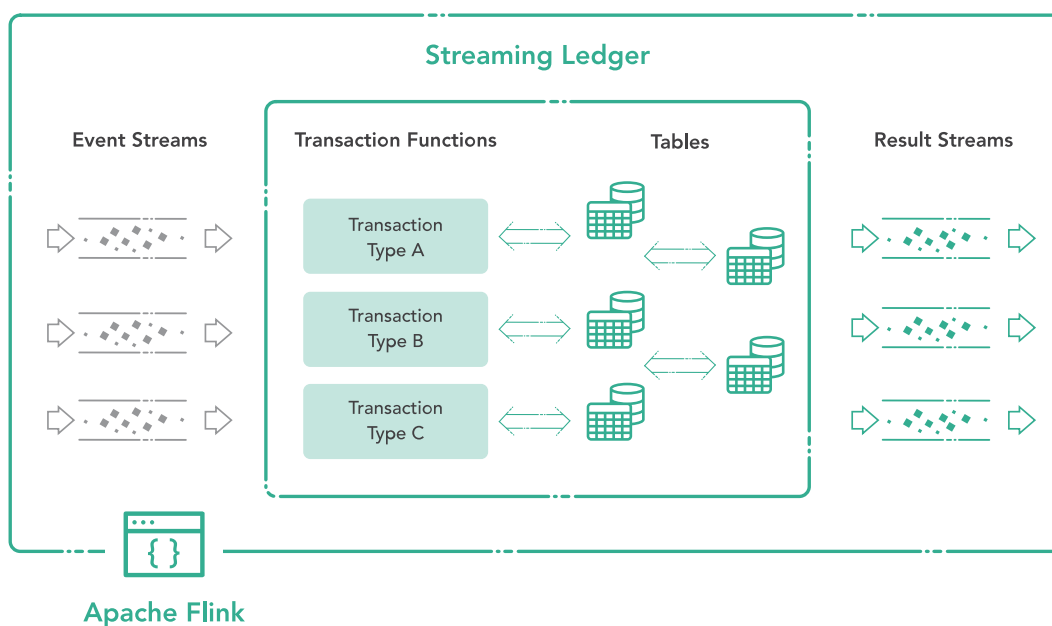 Streaming Ledger
Event Streams
Transaction Functions
Tables
Result Streams
Transaction
Type A
Transaction
Type B
Transaction
Type C
{ }
Apache Flink